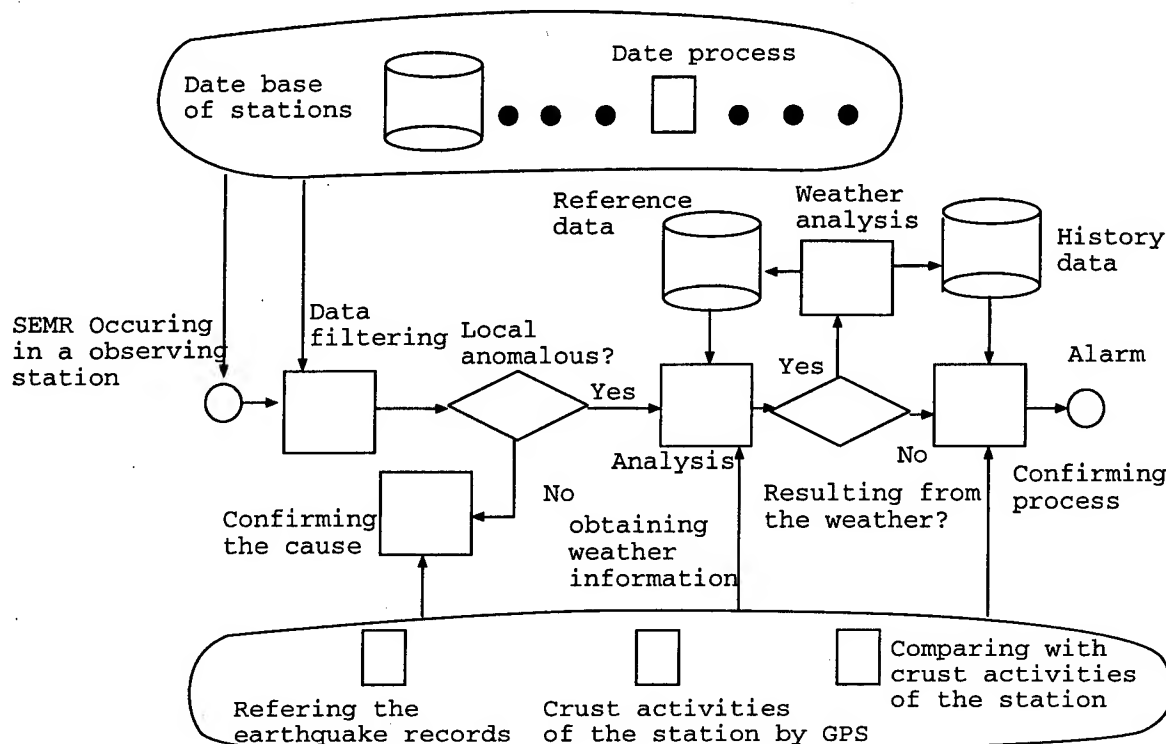 Date process
Date base
of stations
Reference
data
Weather
analysis
History
data
SEMR Occuring
in a observing
station
Data
filtering
Local
anomalous?
Yes
Yes
Alarm
Analysis
No
No
Confirming
the cause
obtaining
weather
information
Resulting from
the weather?
Confirming
process
Refering the
earthquake records
Crust activities
of the station by GPS
Comparing with
crust activities
of the station